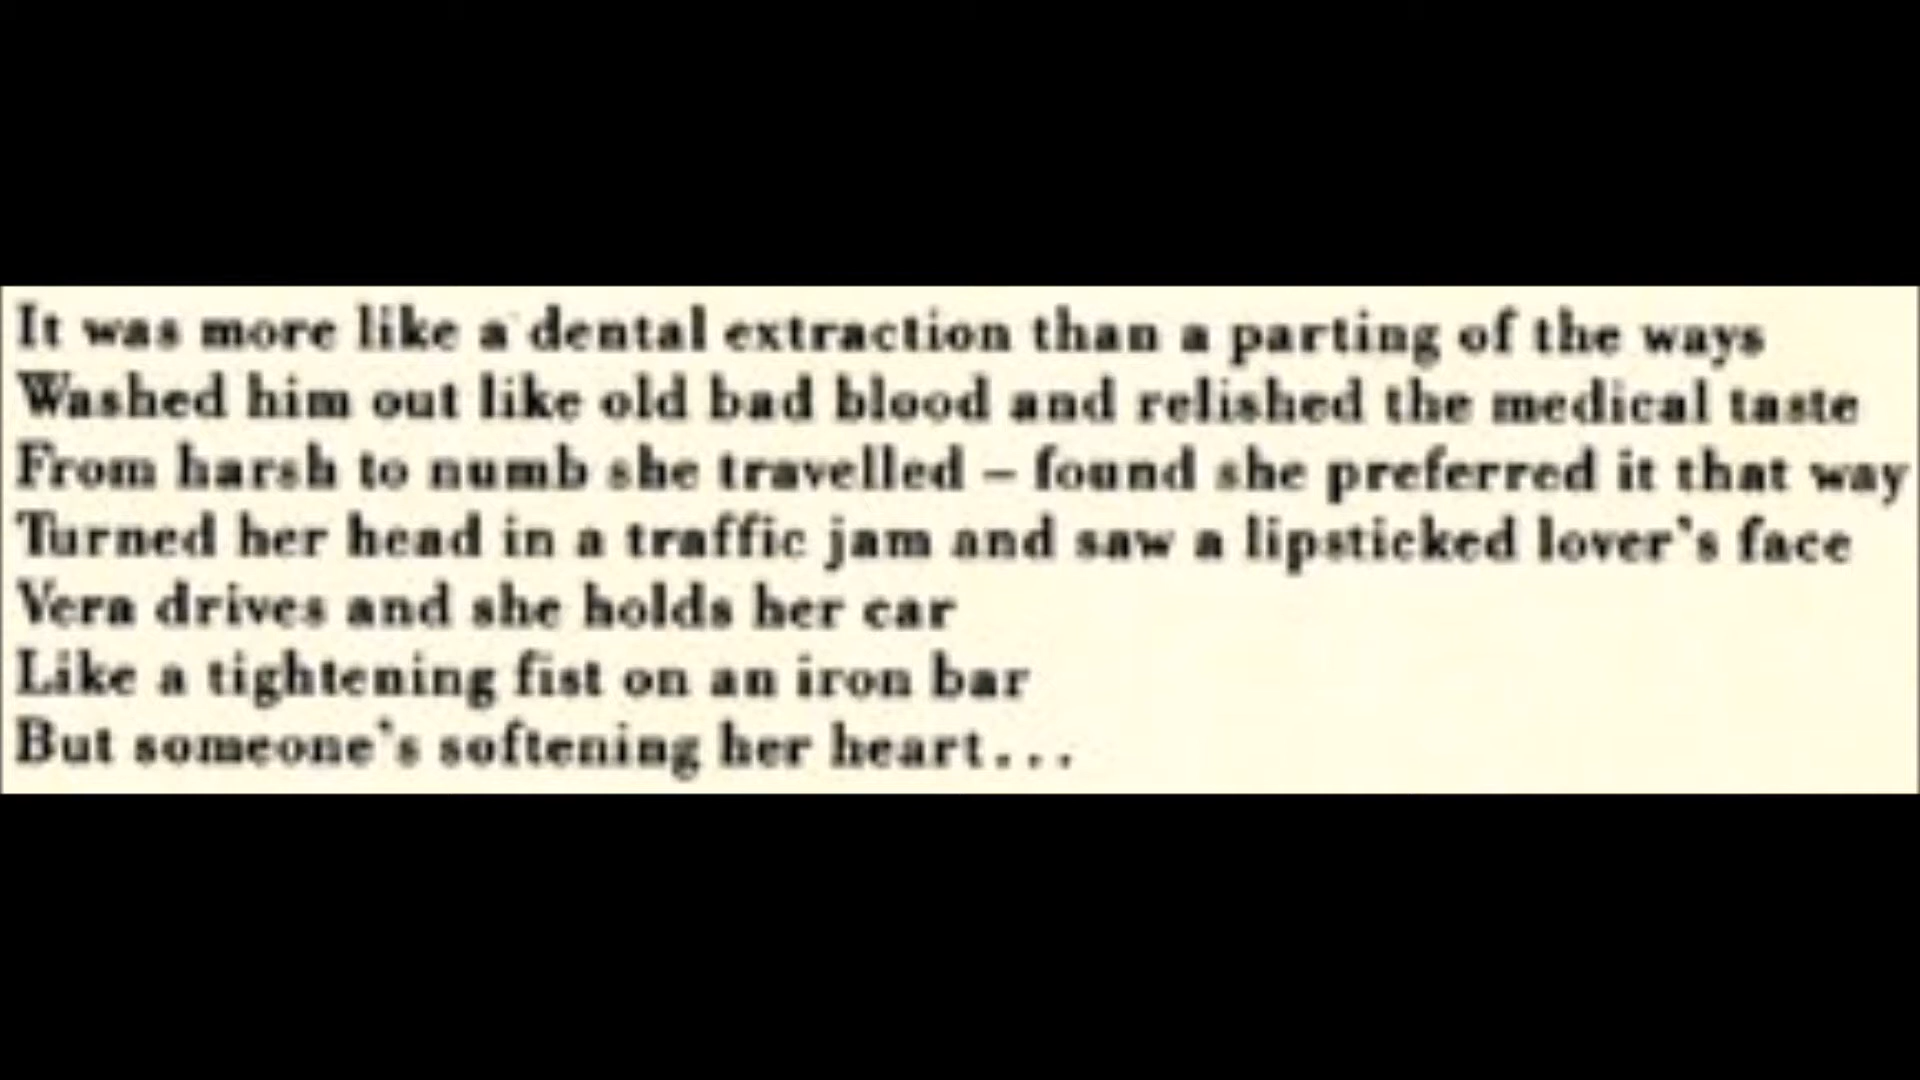 It was more like a dental extraction than a parting of the ways
Washed him out like old bad blood and relished the medical taste
From harsh to numb she travelled – found she preferred it that way
Turned her head in a traffic jam and saw a lipsticked lover's face
Vera drives and she holds her car
Like a tightening fist on an iron bar
But someone's softening her heart...